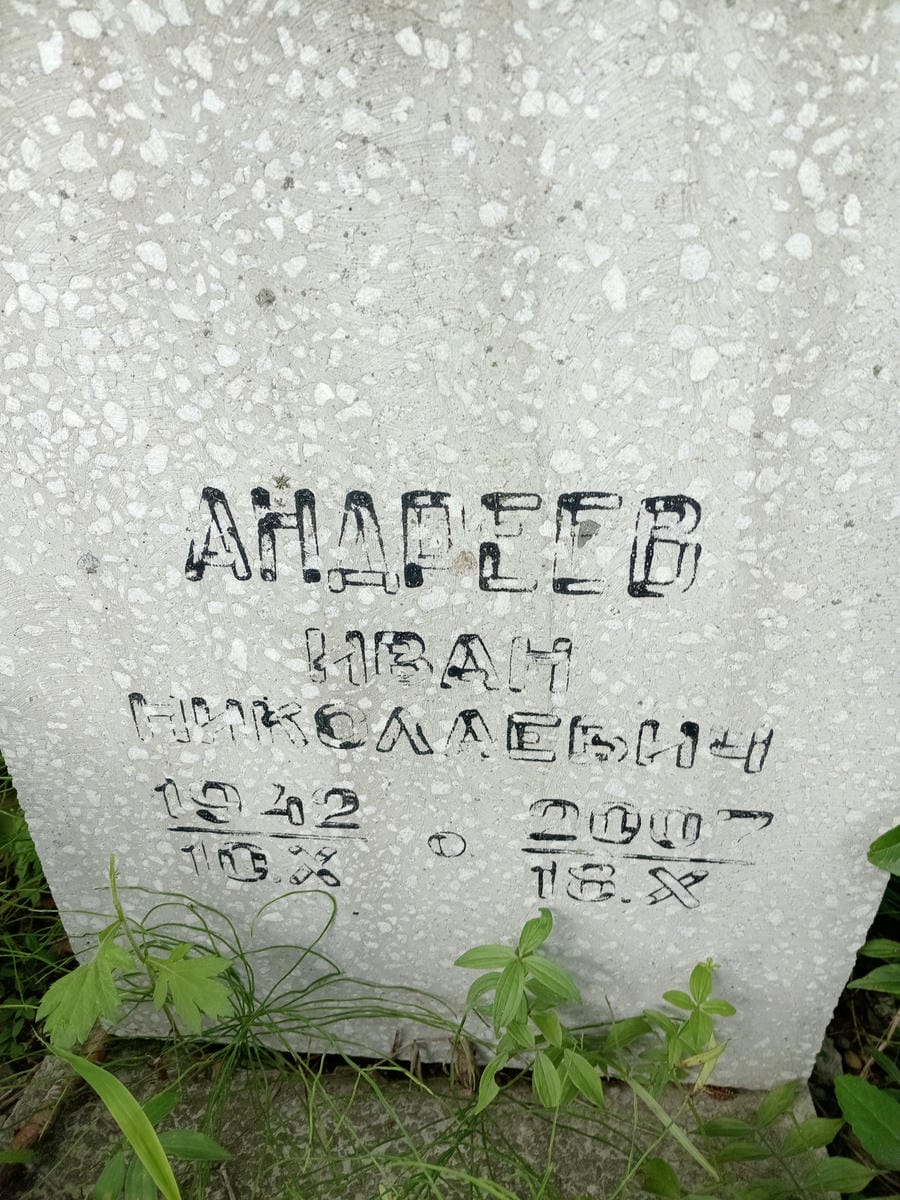 АНДРЕЕВ
ИВАН
НИКОЛАЕВИЧ
1942 2007
10.X 18.X